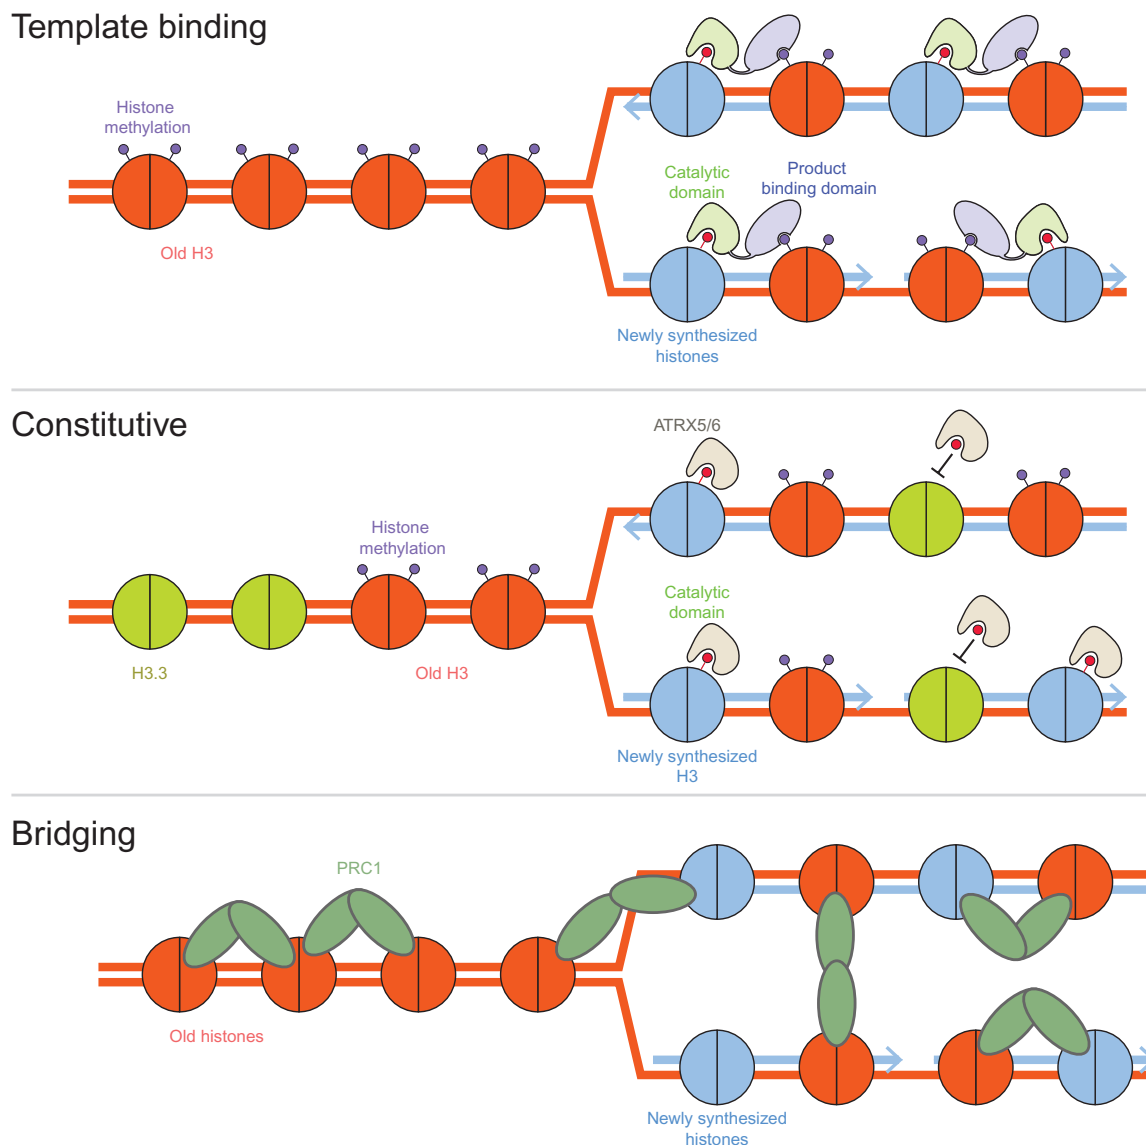 Template binding
Histone
methylation
Old H3
Catalytic
domain
Product
binding domain
Newly synthesized
histones
Constitutive
ATRX5/6
Histone
methylation
Catalytic
domain
H3.3
Old H3
Newly synthesized
H3
Bridging
PRC1
Old histones
Newly synthesized
histones